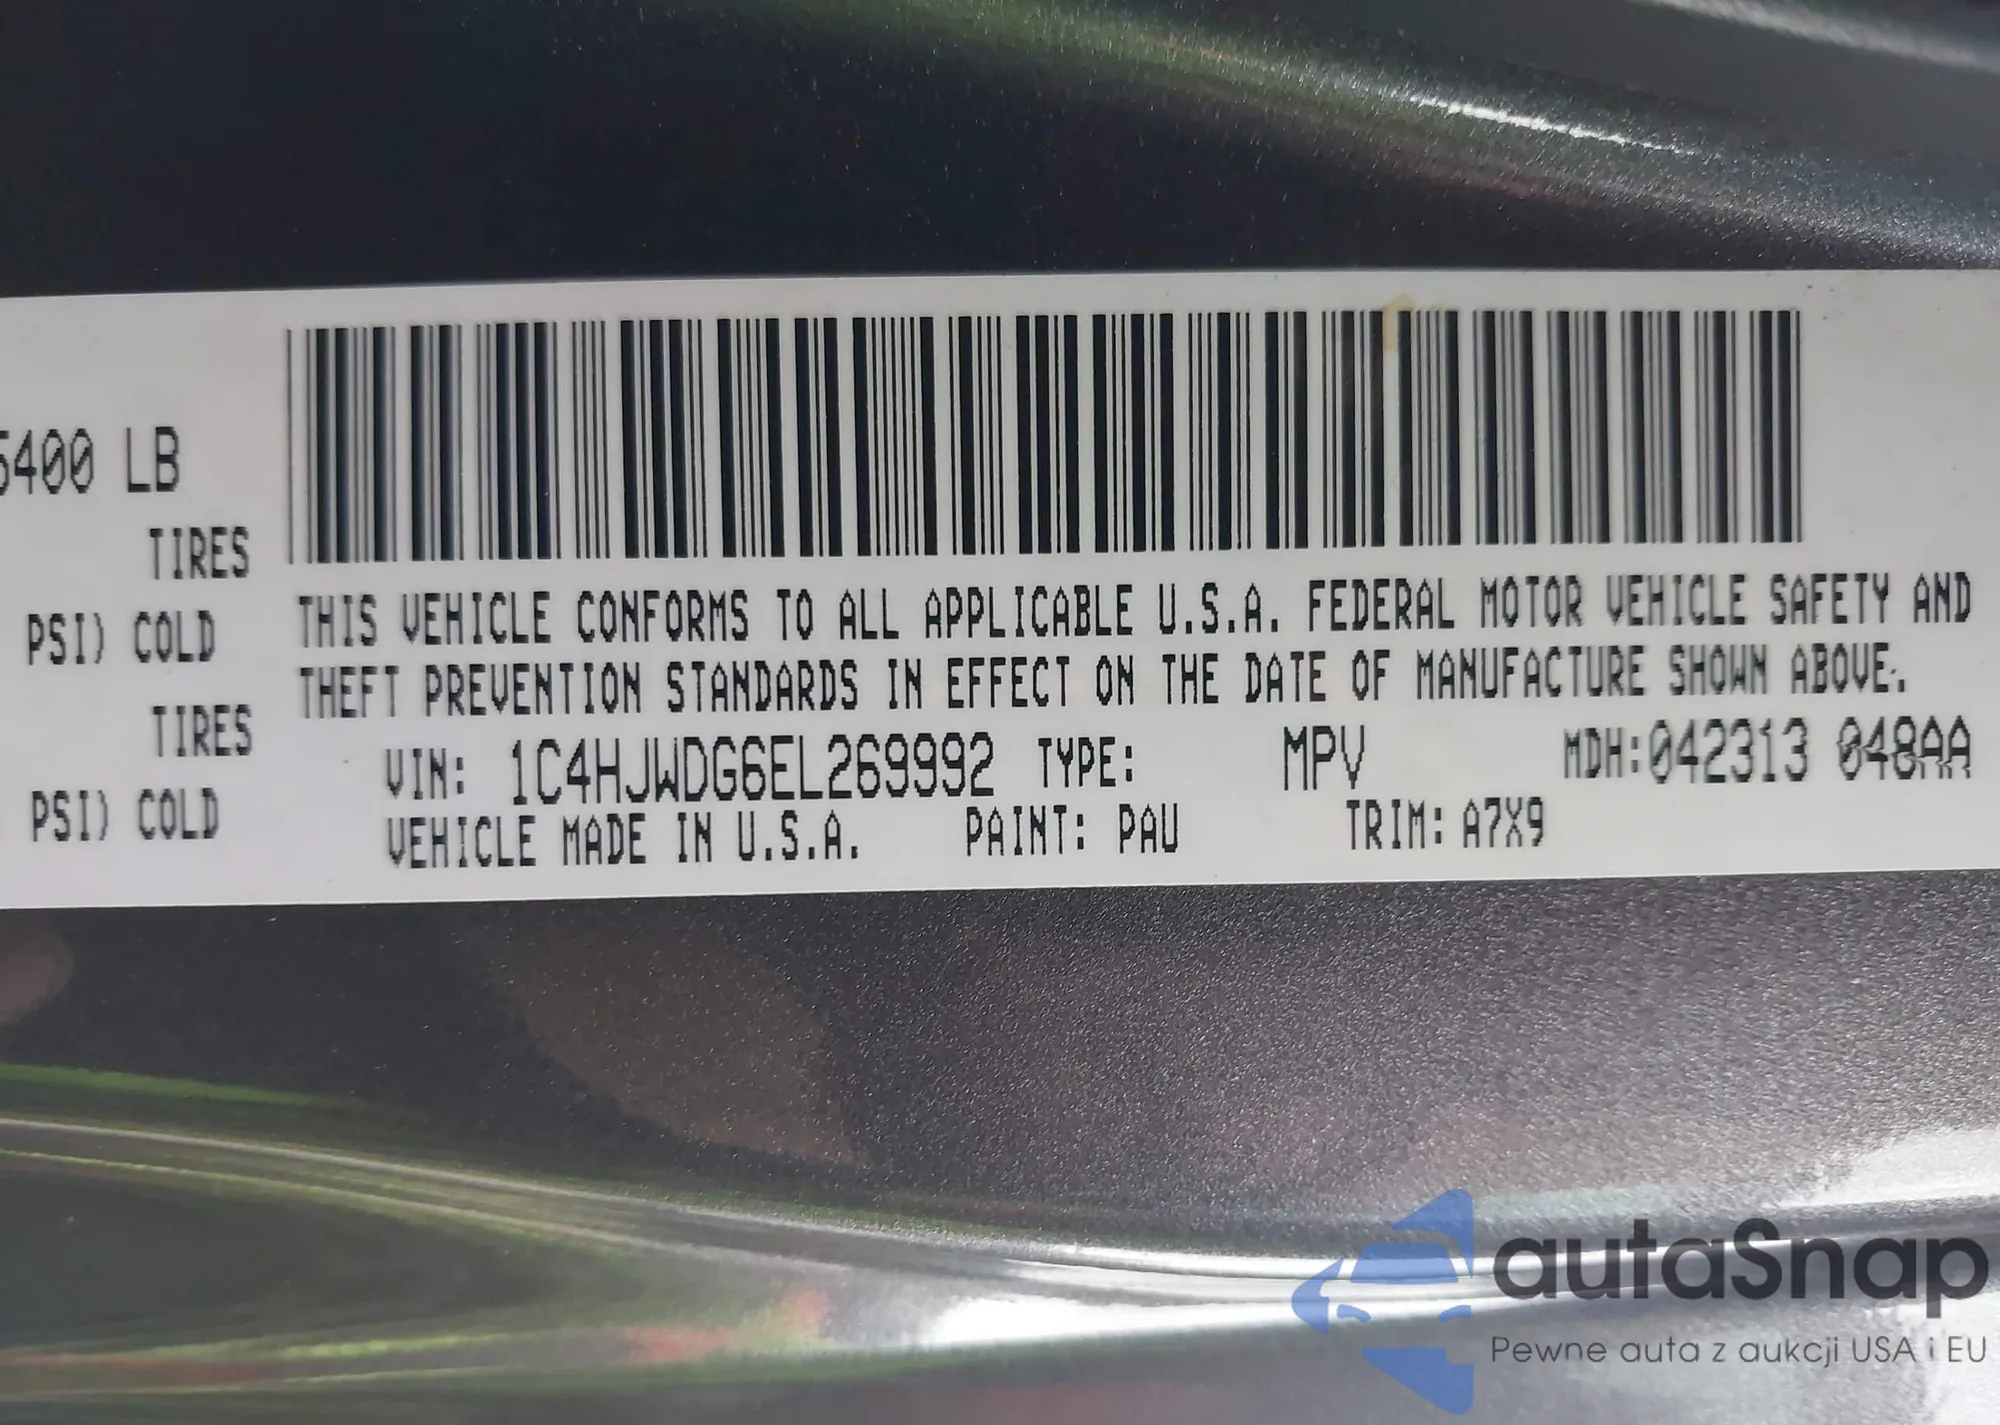 5400 LB
TIRES
PSI) COLD
TIRES
PSI) COLD
THIS VEHICLE CONFORMS TO ALL APPLICABLE U.S.A. FEDERAL MOTOR VEHICLE SAFETY AND
THEFT PREVENTION STANDARDS IN EFFECT ON THE DATE OF MANUFACTURE SHOWN ABOVE.
VIN: 1C4HJWDG6EL269992 TYPE: MPV MDH:042313 048AA
VEHICLE MADE IN U.S.A. PAINT: PAU TRIM: A7X9
autaSnap
Pewne auta z aukcji USA i EU